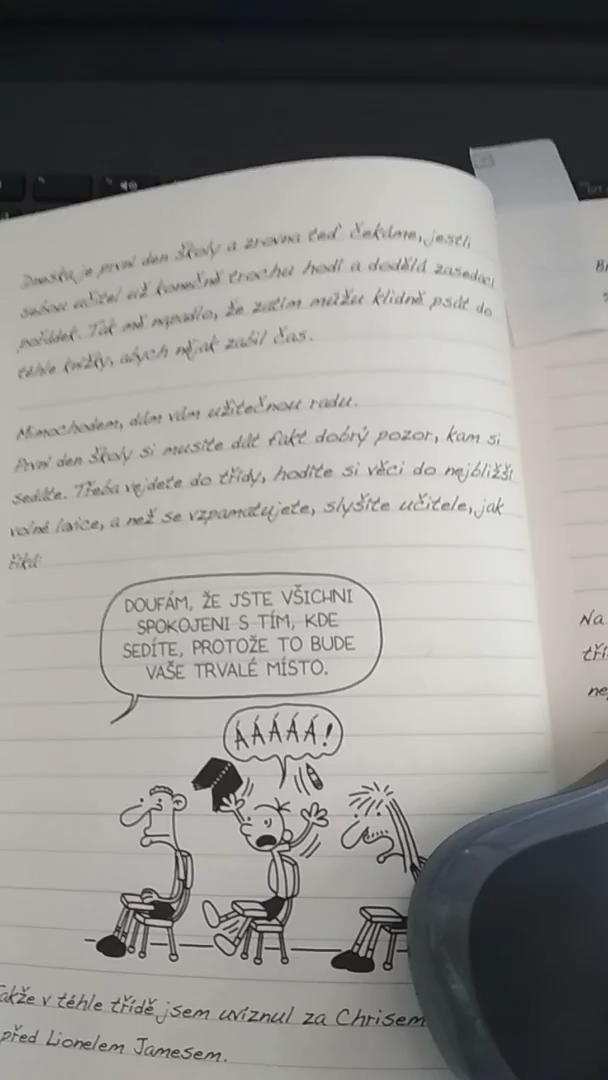 Dneska je první den školy a zrovna teď čekáme, jestli
sebou učitel už konečně trochu hodí a dodělá zasedací
pořádek. Tak mě napadlo, že zatím můžu klidně psát do
téhle knížky, abych nějak zabil čas.
Mimochodem, dám vám užitečnou radu.
První den školy si musíte dát fakt dobrý pozor, kam si
sedáte. Třeba vejdete do třídy, hodíte si věci do nejbližší
volné lavice, a než se vzpamatujete, slyšíte učitele, jak
říká:
DOUFÁM, ŽE JSTE VŠICHNI
SPOKOJENI S TÍM, KDE
SEDÍTE, PROTOŽE TO BUDE
VAŠE TRVALÉ MÍSTO.
ÁÁÁÁÁ!
Takže v téhle třídě jsem uvíznul za Chrisem
před Lionelem Jamesem.
Na
tří
ne